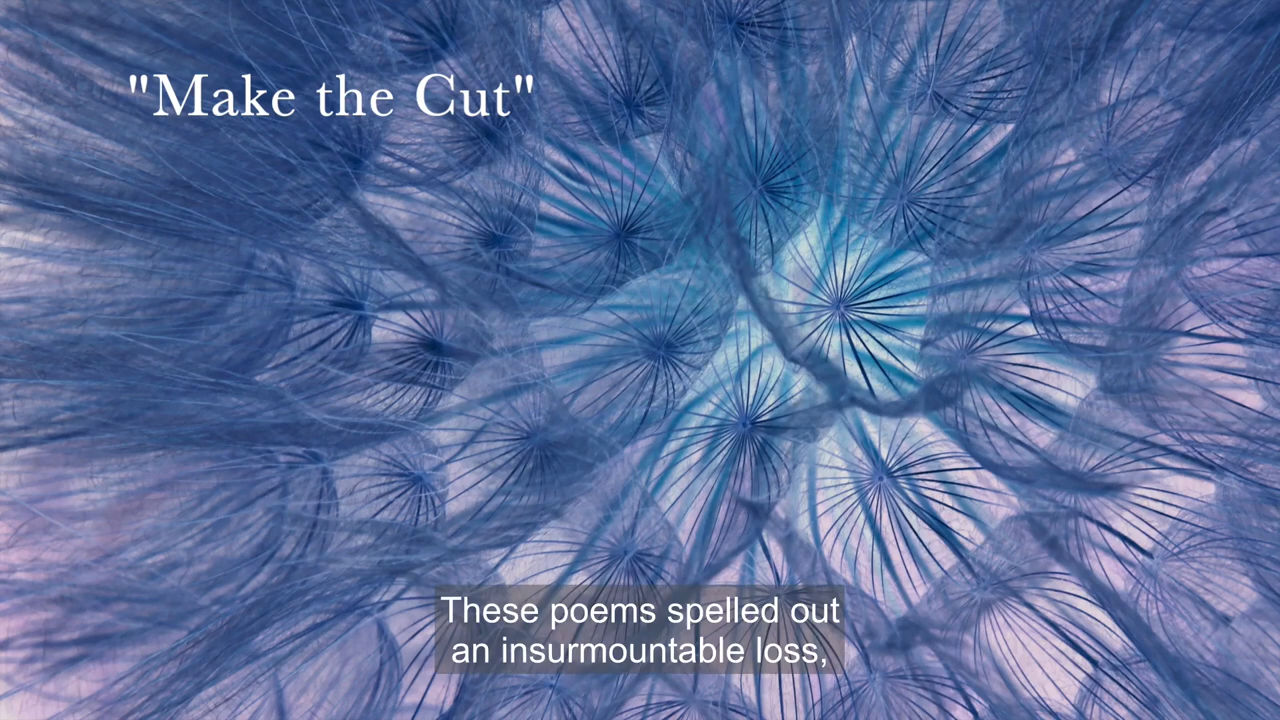 "Make the Cut"
These poems spelled out
an insurmountable loss,